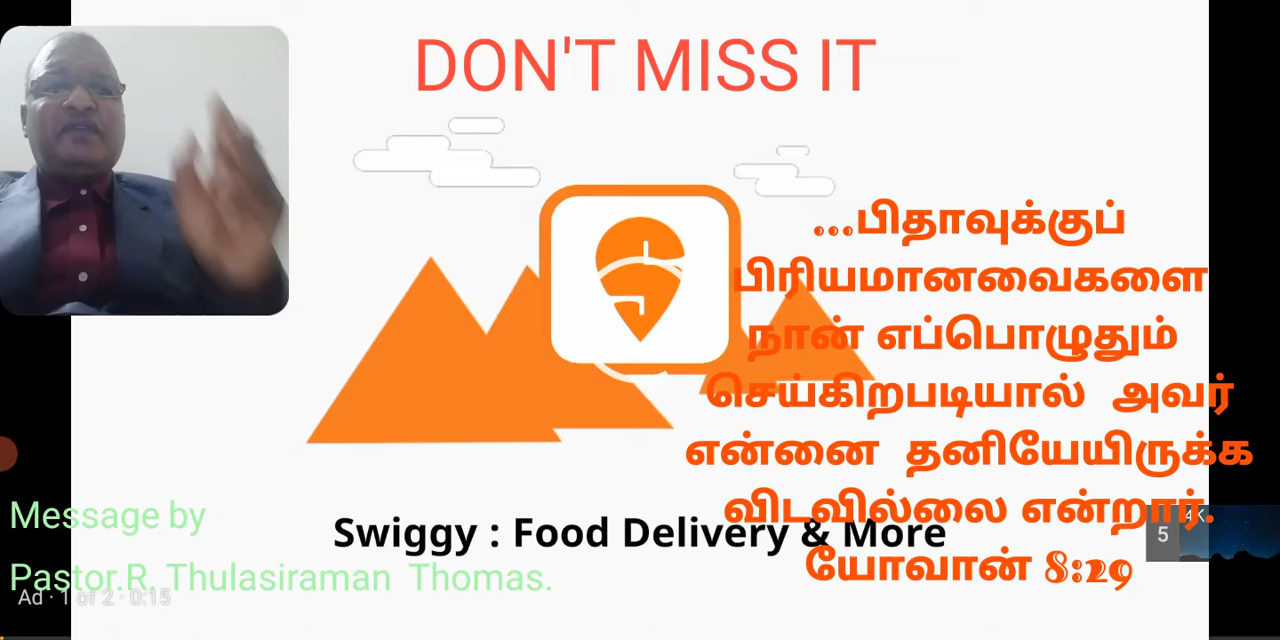 DON'T MISS IT
...பிதாவுக்குப்
பிரியமானவைகளை
நான் எப்பொழுதும்
செய்கிறபடியால் அவர்
என்னை தனியேயிருக்க
விடவில்லை என்றார்.
யோவான் 8:29
Swiggy : Food Delivery & More
Message by
Pastor.R. Thulasiraman Thomas.
Ad · 1 of 2 · 0:15
5
4K